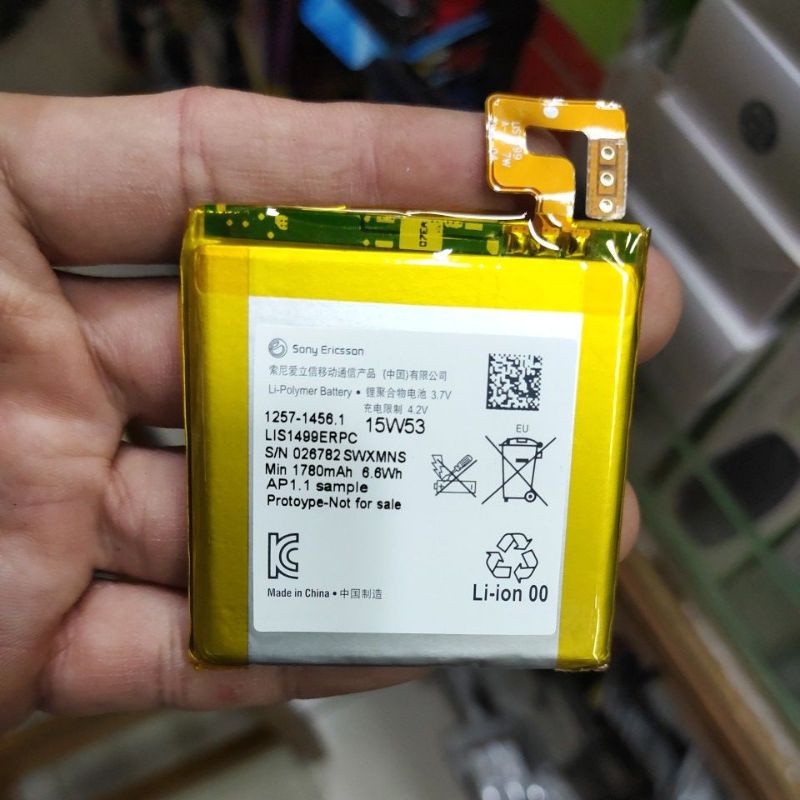 07EA
Sony Ericsson
索尼爱立信移动通信产品 (中国)有限公司
Li-Polymer Battery • 锂聚合物电池 3.7V
充电限制 4.2V
1257-1456.1 15W53
LIS1499ERPC
S/N 026782 SWXMNS
Min 1780mAh 6.6Wh
AP1.1 sample
Protoype-Not for sale
EU
Made in China • 中国制造
Li-ion 00